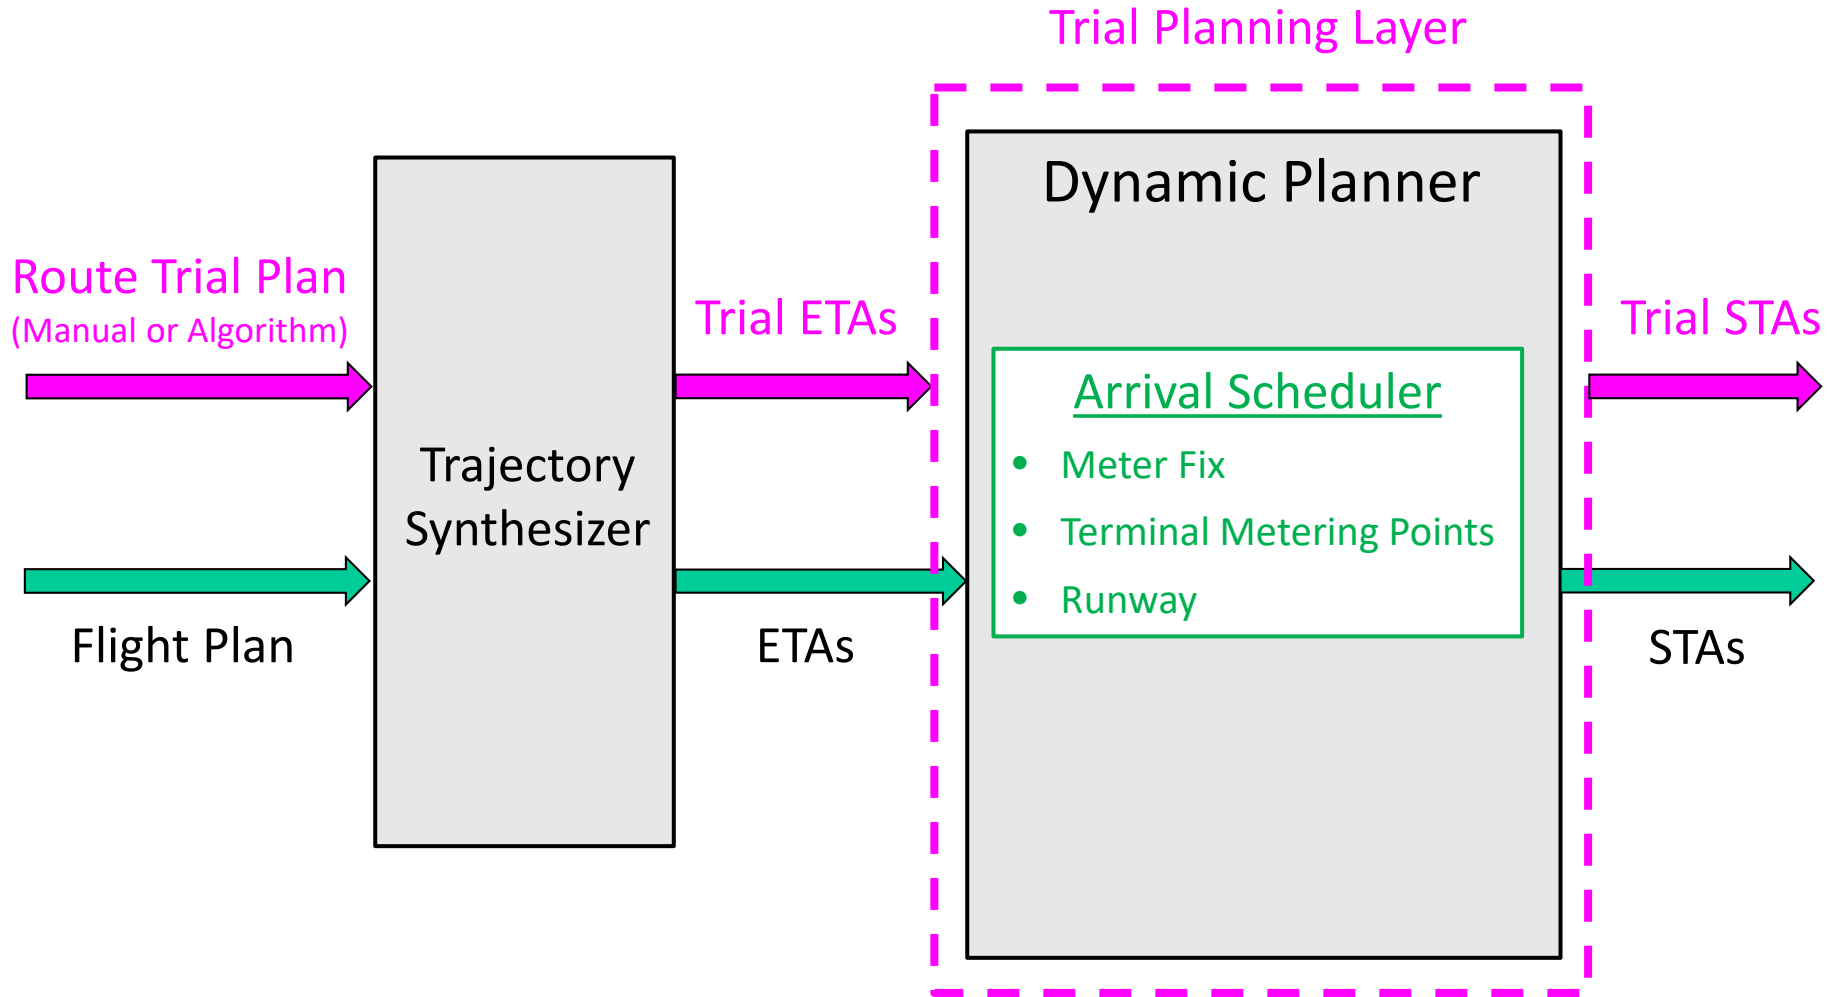 Trial Planning Layer
Dynamic Planner
Route Trial Plan
(Manual or Algorithm)
Trial ETAs
Trial STAs
Arrival Scheduler
Trajectory
Synthesizer
• Meter Fix
• Terminal Metering Points
• Runway
Flight Plan
ETAs
STAs